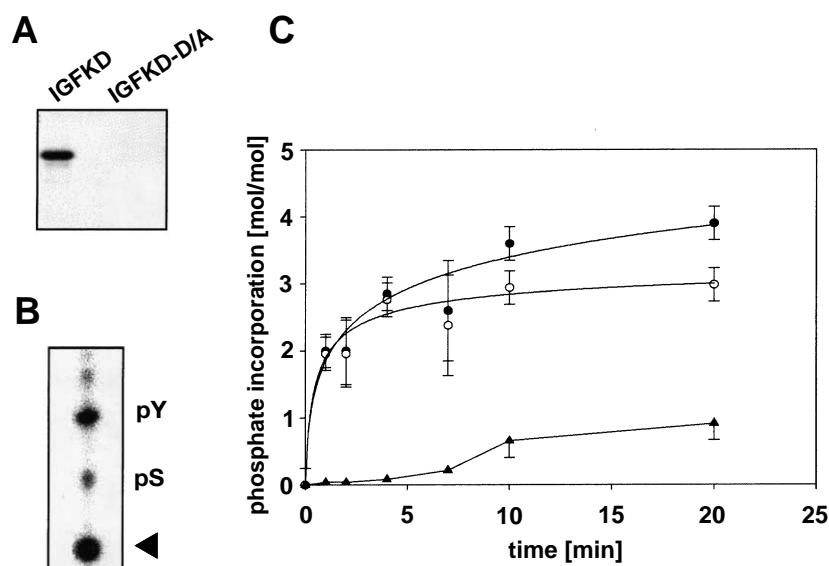 A
IGFKD
IGFKD-D/A
B
pY
pS
C
phosphate incorporation [mol/mol]
5
4
3
2
1
0
0 5 10 15 20 25
time [min]